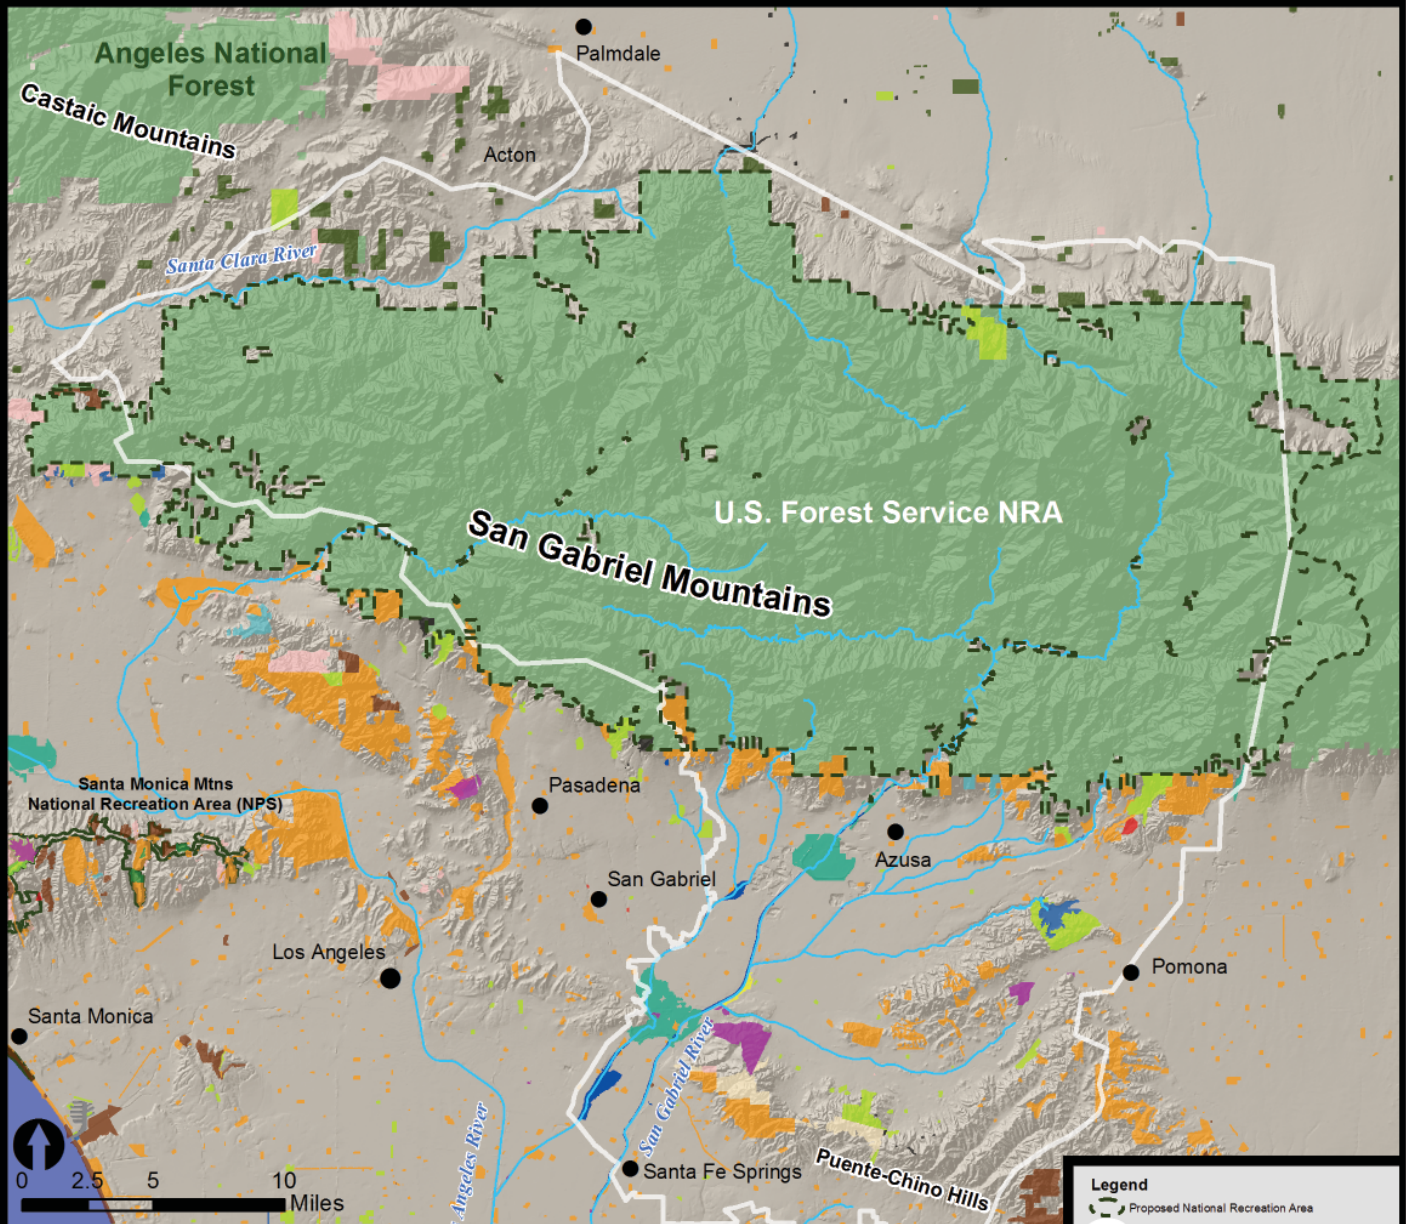 Palmdale
Angeles National
Forest
Castaic Mountains
Acton
Santa Clara River
U.S. Forest Service NRA
San Gabriel Mountains
Santa Monica Mtns
National Recreation Area (NPS)
Pasadena
Azusa
San Gabriel
Los Angeles
Pomona
Santa Monica
San Gabriel River
Angeles River
Santa Fe Springs
Puente-Chino Hills
0 2.5 5 10
Miles
Legend
Proposed National Recreation Area